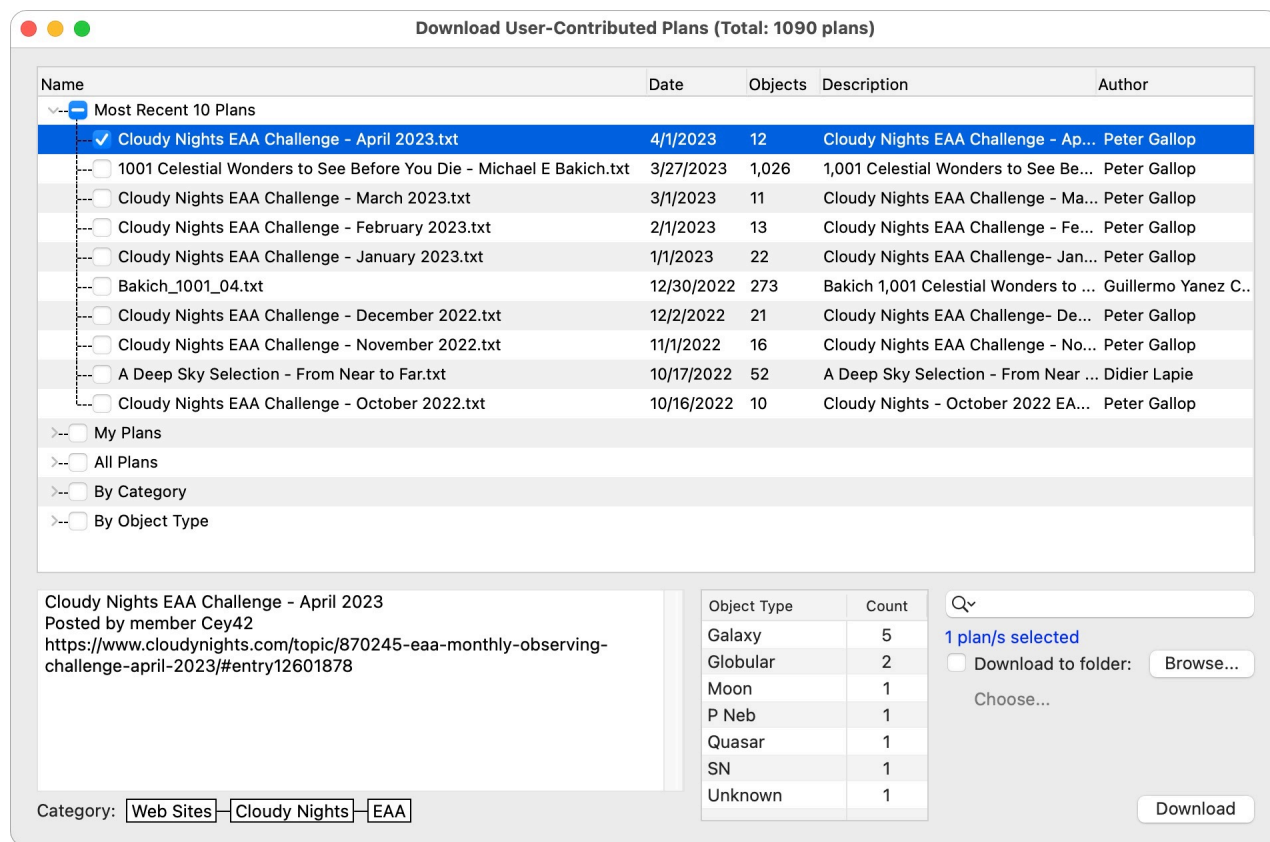 Download User-Contributed Plans (Total: 1090 plans)
Name Date Objects Description Author
Most Recent 10 Plans
Cloudy Nights EAA Challenge - April 2023.txt 4/1/2023 12 Cloudy Nights EAA Challenge - Ap... Peter Gallop
1001 Celestial Wonders to See Before You Die - Michael E Bakich.txt 3/27/2023 1,026 1,001 Celestial Wonders to See Be... Peter Gallop
Cloudy Nights EAA Challenge - March 2023.txt 3/1/2023 11 Cloudy Nights EAA Challenge - Ma... Peter Gallop
Cloudy Nights EAA Challenge - February 2023.txt 2/1/2023 13 Cloudy Nights EAA Challenge - Fe... Peter Gallop
Cloudy Nights EAA Challenge - January 2023.txt 1/1/2023 22 Cloudy Nights EAA Challenge- Jan... Peter Gallop
Bakich_1001_04.txt 12/30/2022 273 Bakich 1,001 Celestial Wonders to ... Guillermo Yanez C..
Cloudy Nights EAA Challenge - December 2022.txt 12/2/2022 21 Cloudy Nights EAA Challenge- De... Peter Gallop
Cloudy Nights EAA Challenge - November 2022.txt 11/1/2022 16 Cloudy Nights EAA Challenge - No... Peter Gallop
A Deep Sky Selection - From Near to Far.txt 10/17/2022 52 A Deep Sky Selection - From Near ... Didier Lapie
Cloudy Nights EAA Challenge - October 2022.txt 10/16/2022 10 Cloudy Nights - October 2022 EA... Peter Gallop
My Plans
All Plans
By Category
By Object Type
Cloudy Nights EAA Challenge - April 2023
Posted by member Cey42
https://www.cloudynights.com/topic/870245-eaa-monthly-observing-
challenge-april-2023/#entry12601878
Category: Web Sites Cloudy Nights EAA
Object Type Count
Galaxy 5
Globular 2
Moon 1
P Neb 1
Quasar 1
SN 1
Unknown 1
1 plan/s selected
Download to folder: Browse...
Choose...
Download